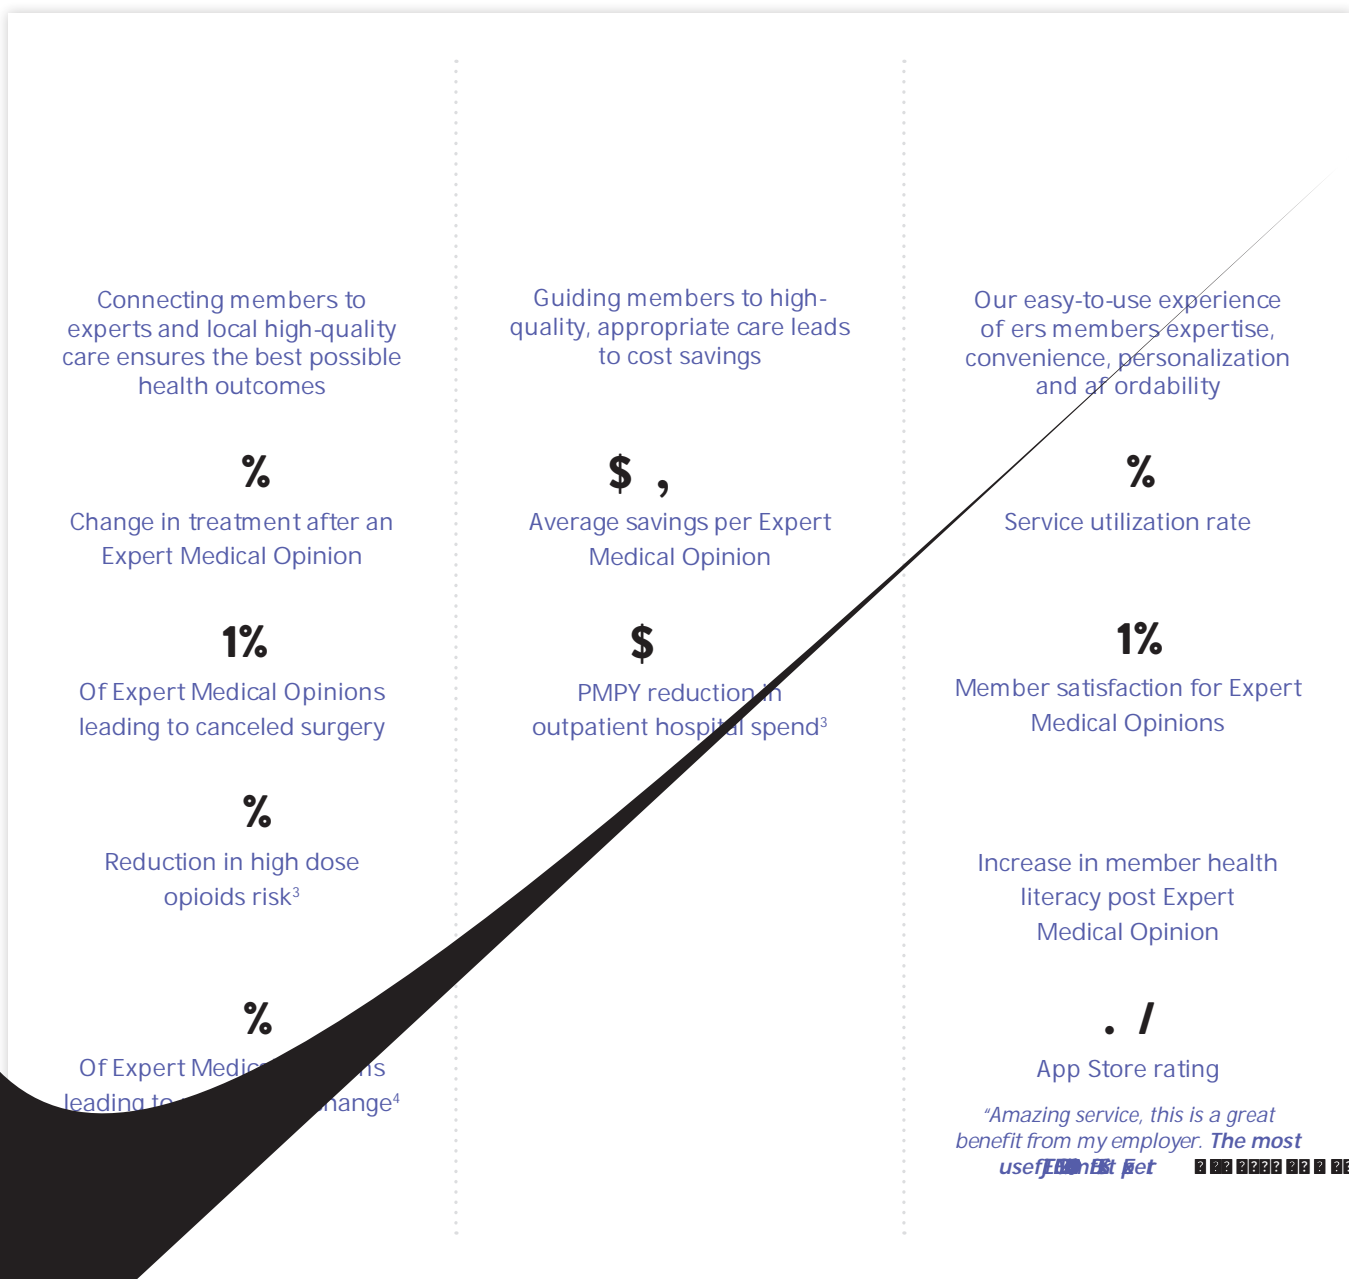 Connecting members to
experts and local high-quality
care ensures the best possible
health outcomes
%
Change in treatment after an
Expert Medical Opinion
1%
Of Expert Medical Opinions
leading to canceled surgery
%
Reduction in high dose
opioids risk3
%
Of Expert
leading to
Guiding members to high-
quality, appropriate care leads
to cost savings
$ ,
Average savings per Expert
Medical Opinion
$
PMPY reduction in
outpatient hospital spend3
Our easy-to-use experience
of ers members expertise,
convenience, personalization
and af ordability
%
Service utilization rate
1%
Member satisfaction for Expert
Medical Opinions
Increase in member health
literacy post Expert
Medical Opinion
. /
App Store rating
“Amazing service, this is a great
benefit from my employer. The most